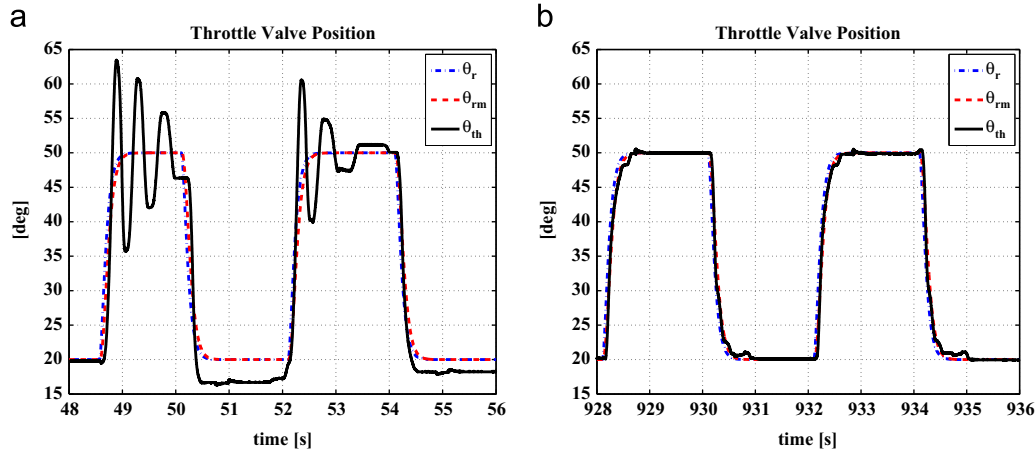 a
Throttle Valve Position
65
60
55
50
45
40
35
30
25
20
15
[deg]
48 49 50 51 52 53 54 55 56
time [s]
θr
θrm
θth
b
Throttle Valve Position
65
60
55
50
45
40
35
30
25
20
15
[deg]
928 929 930 931 932 933 934 935 936
time [s]
θr
θrm
θth